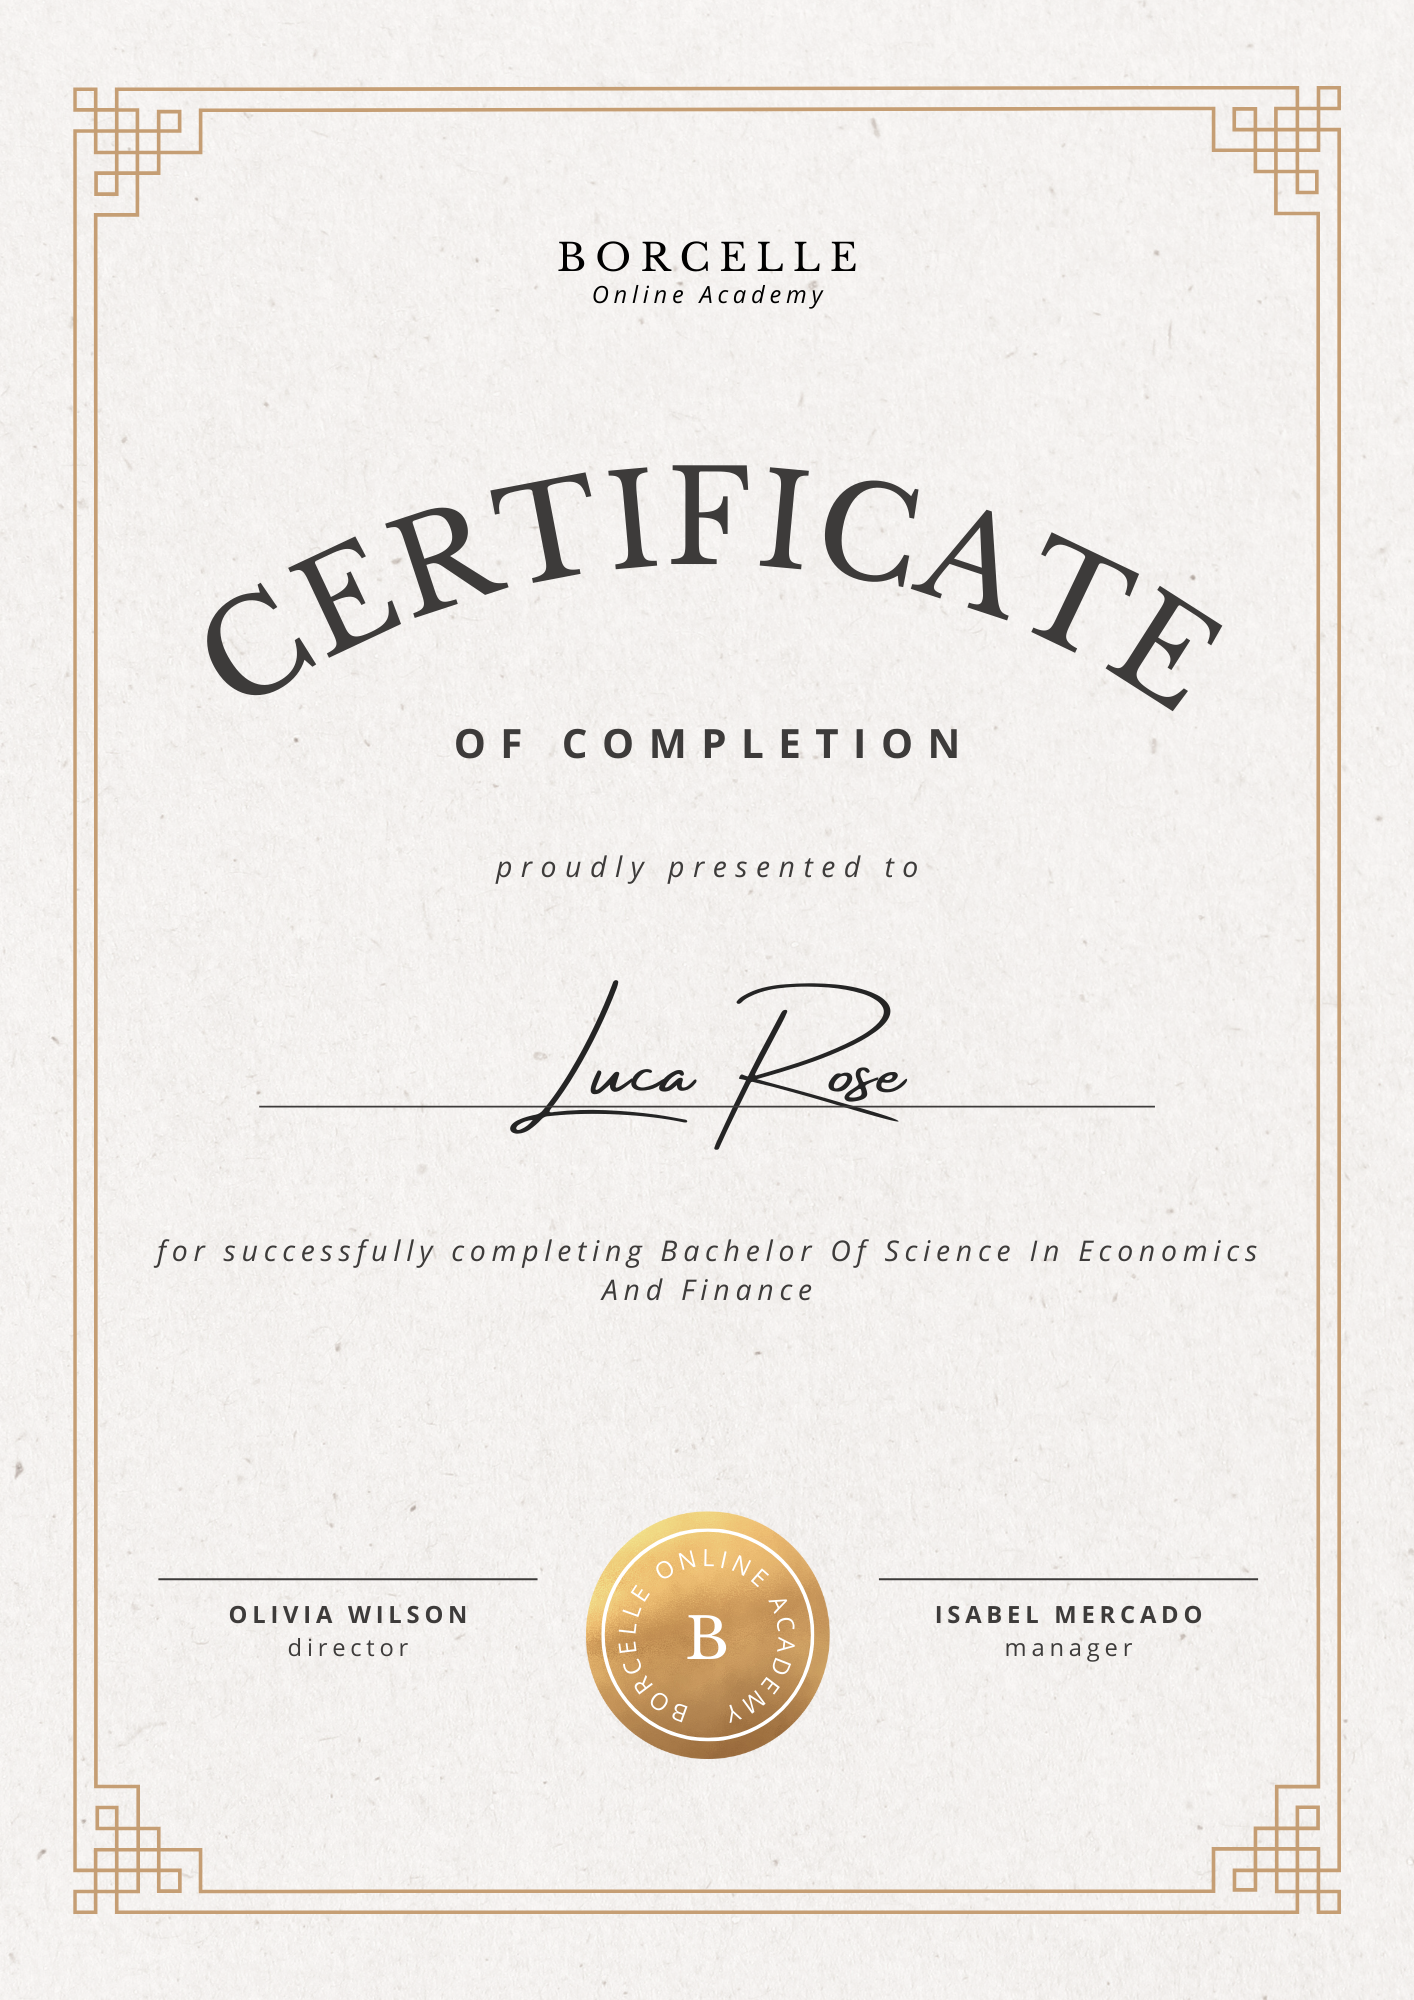 BORCELLE
Online Academy
CERTIFICATE
OF COMPLETION
proudly presented to
Luca Rose
for successfully completing Bachelor Of Science In Economics
And Finance
OLIVIA WILSON
director
BORCELLE ONLINE ACADEMY
B
ISABEL MERCADO
manager